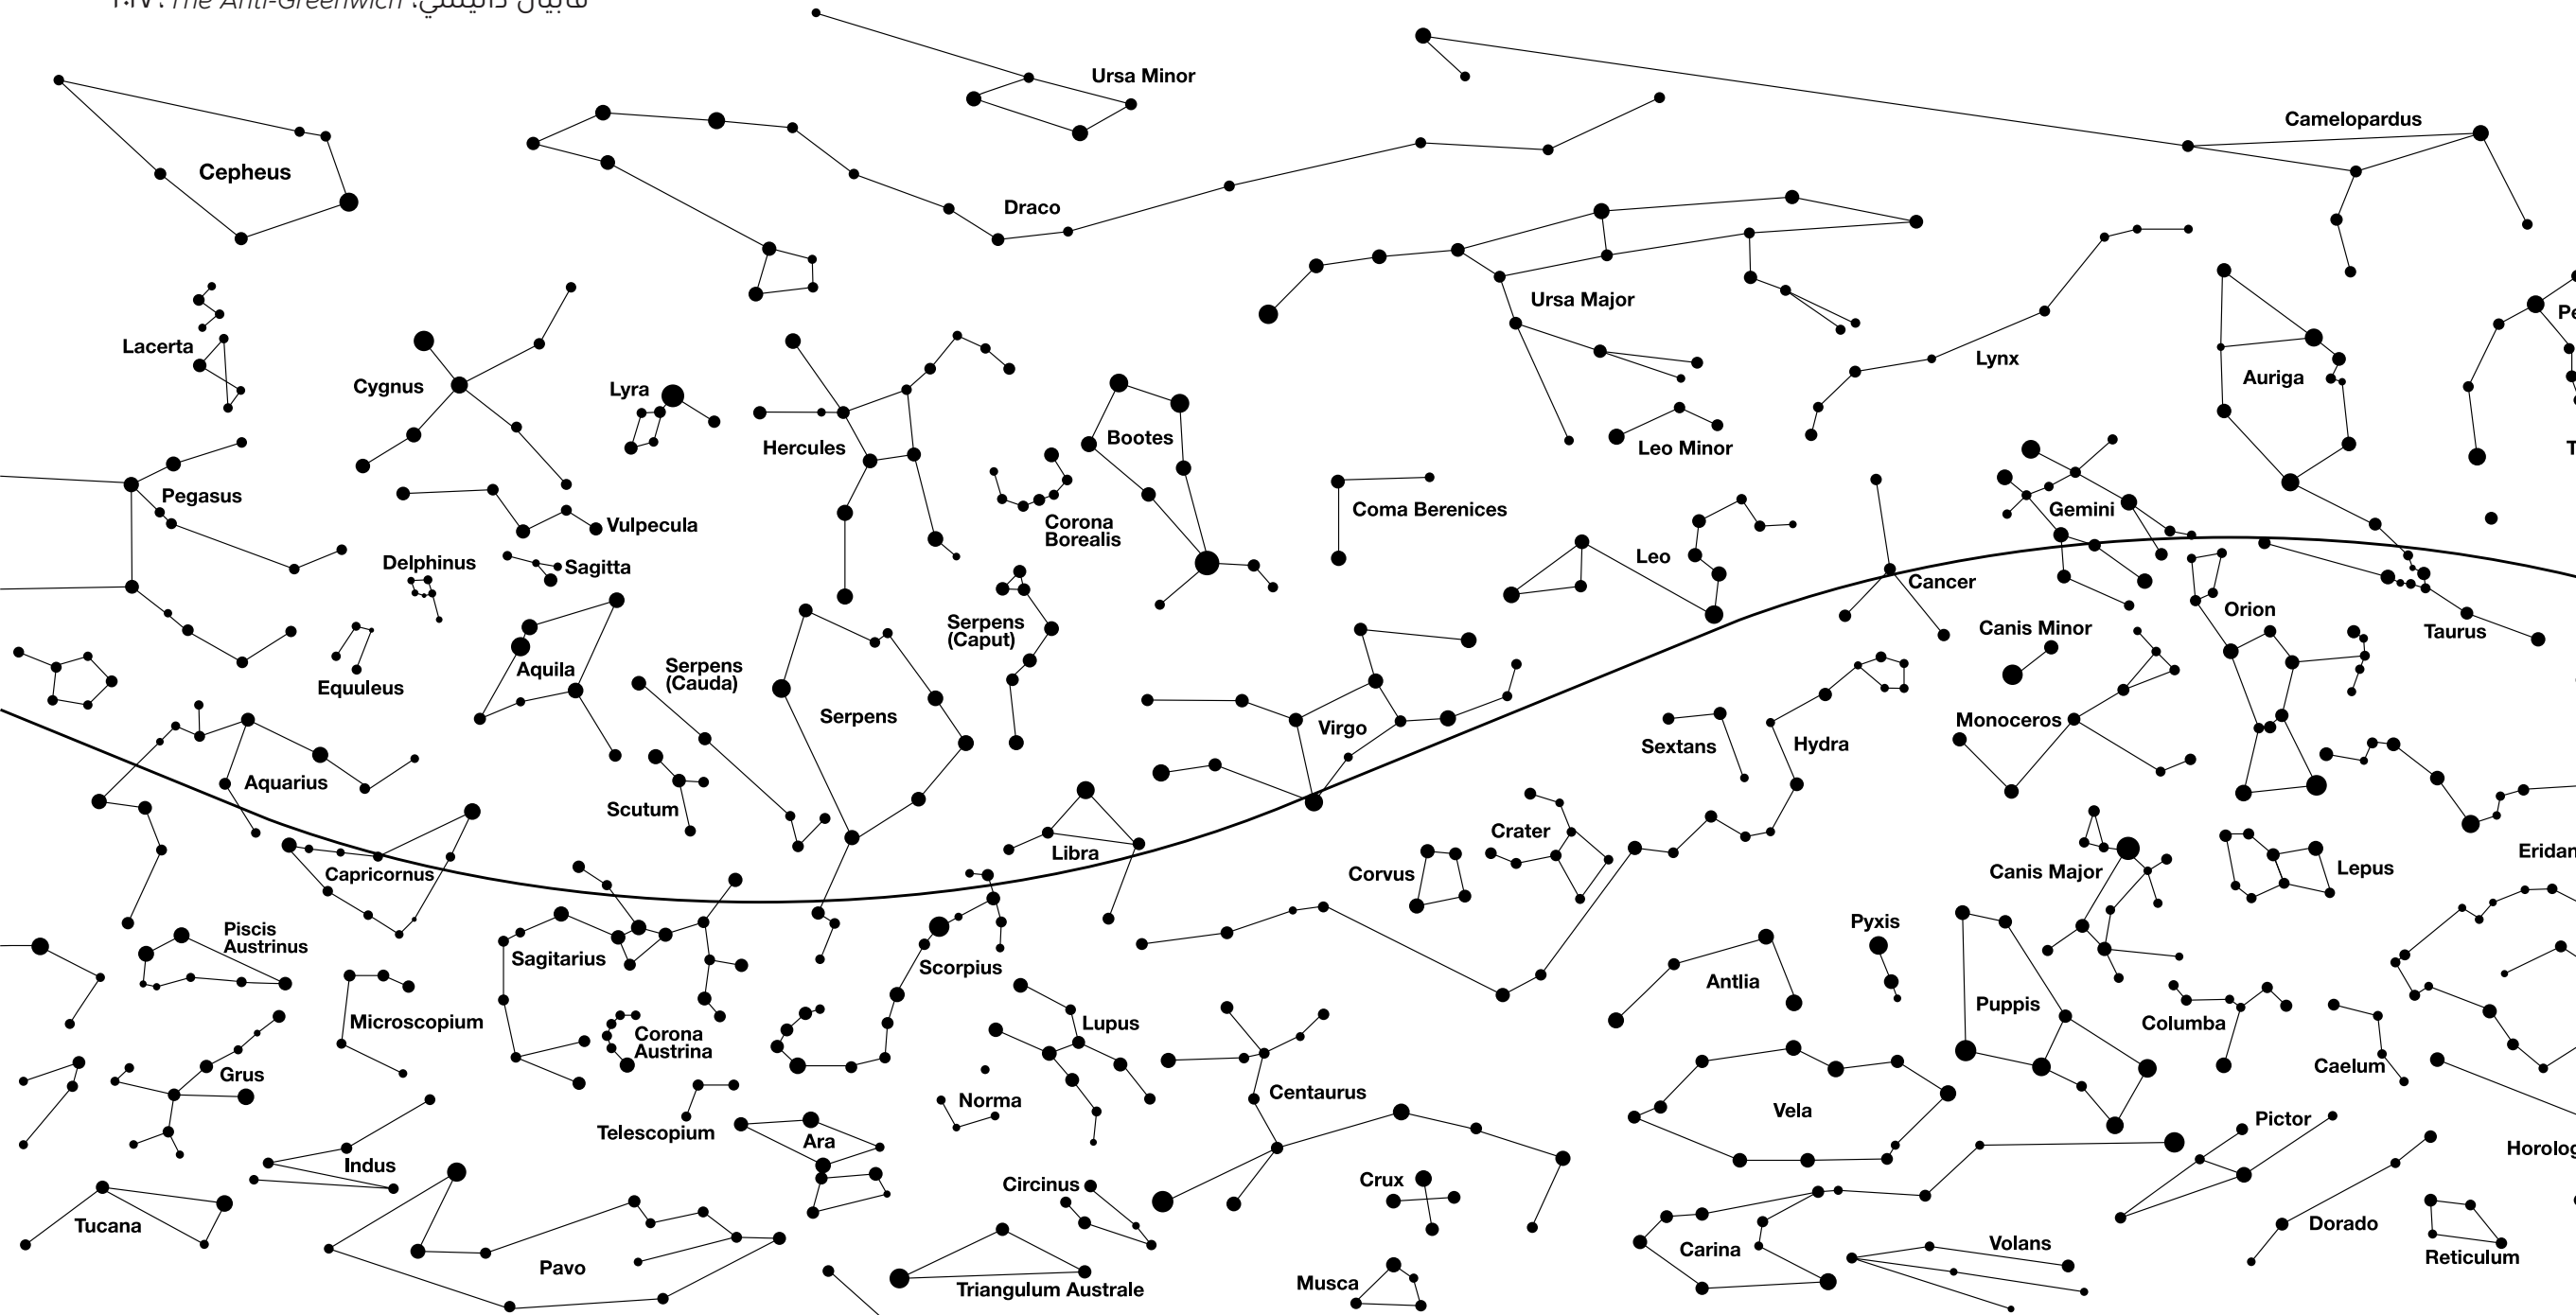 The Anti-Greenwich، ٢٠١٧
Ursa Minor
Camelopardus
Cepheus
Draco
Ursa Major
Lacerta
Cygnus
Lyra
Hercules
Bootes
Leo Minor
Lynx
Auriga
Pegasus
Vulpecula
Corona
Borealis
Coma Berenices
Gemini
Delphinus
Sagitta
Leo
Cancer
Orion
Serpens
(Caput)
Canis Minor
Taurus
Equuleus
Aquila
Serpens
(Cauda)
Serpens
Virgo
Sextans
Hydra
Monoceros
Aquarius
Scutum
Libra
Crater
Corvus
Capricornus
Canis Major
Lepus
Piscis
Austrinus
Sagitarius
Scorpius
Antlia
Pyxis
Puppis
Microscopium
Corona
Austrina
Lupus
Columba
Grus
Caelum
Norma
Centaurus
Vela
Telescopium
Ara
Pictor
Indus
Circinus
Crux
Tucana
Dorado
Pavo
Carina
Volans
Reticulum
Triangulum Australe
Musca